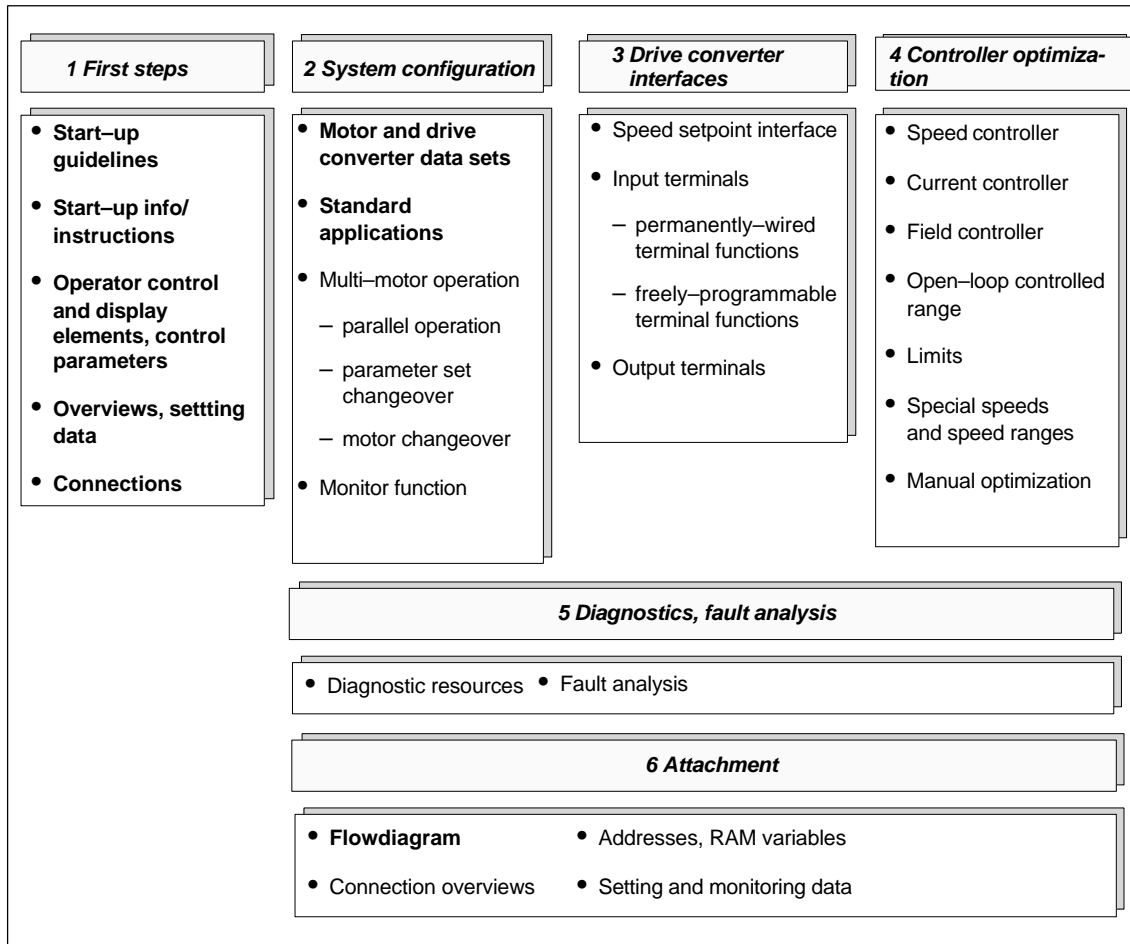 1 First steps
• Start–up
guidelines
• Start–up info/
instructions
• Operator control
and display
elements, control
parameters
• Overviews, settting
data
• Connections
2 System configuration
• Motor and drive
converter data sets
• Standard
applications
• Multi–motor operation
– parallel operation
– parameter set
changeover
– motor changeover
• Monitor function
3 Drive converter
interfaces
• Speed setpoint interface
• Input terminals
– permanently–wired
terminal functions
– freely–programmable
terminal functions
• Output terminals
4 Controller optimiza-
tion
• Speed controller
• Current controller
• Field controller
• Open–loop controlled
range
• Limits
• Special speeds
and speed ranges
• Manual optimization
5 Diagnostics, fault analysis
• Diagnostic resources • Fault analysis
6 Attachment
• Flowdiagram
• Connection overviews
• Addresses, RAM variables
• Setting and monitoring data